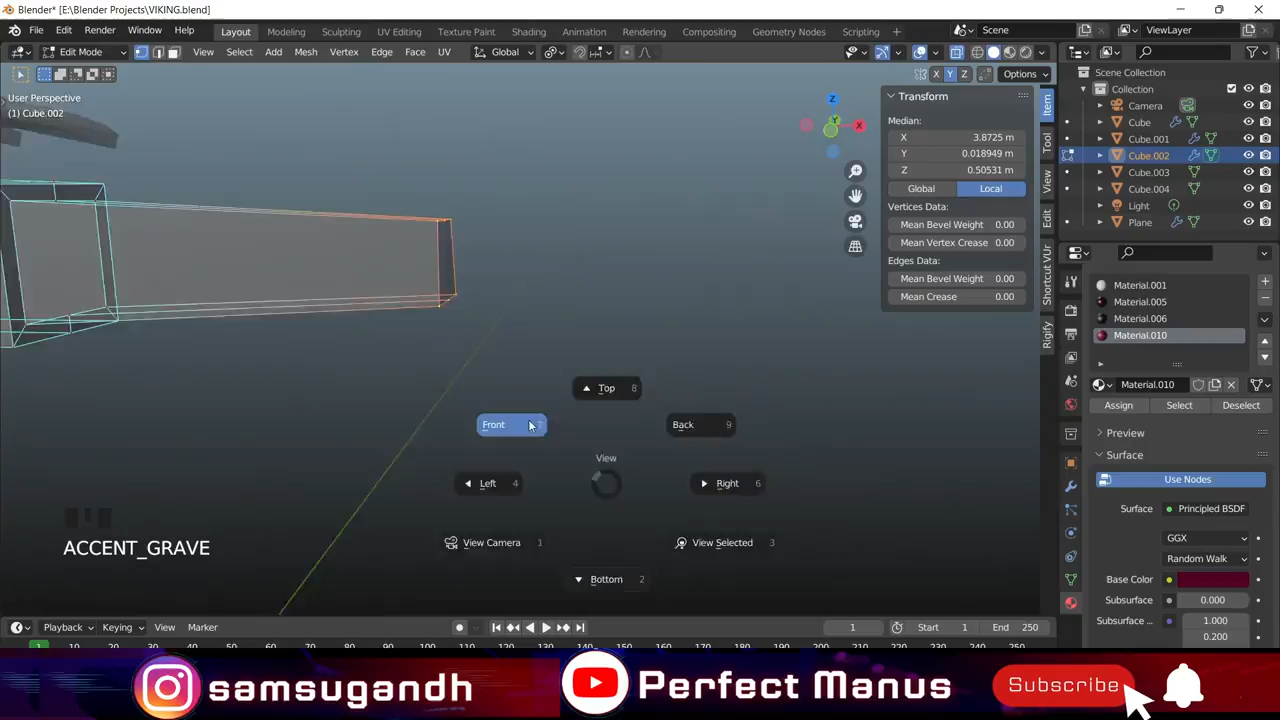 Blender* [E:\Blender Projects\VIKING.blend]
File Edit Render Window Help Layout Modeling Sculpting UV Editing Texture Paint Shading Animation Rendering Compositing Geometry Nodes Scripting + Scene ViewLayer
Edit Mode View Select Add Mesh Vertex Edge Face UV Global
X Y Z Options
User Perspective
(1) Cube.002
Transform
Median:
X 3.8725 m
Y 0.018949 m
Z 0.50531 m
Global Local
Vertices Data:
Mean Bevel Weight 0.00
Mean Vertex Crease 0.00
Edges Data:
Mean Bevel Weight 0.00
Mean Crease 0.00
Z
Y
X
Item
Tool
View
Edit
Shortcut VUr
Rigify
Scene Collection
Collection
Camera
Cube
Cube.001
Cube.002
Cube.003
Cube.004
Light
Plane
Material.001
Material.005
Material.006
Material.010
Material.010
Assign Select Deselect
Preview
Surface
Use Nodes
Surface Principled BSDF
GGX
Random Walk
Base Color
Subsurface 0.000
Subsurface .. 1.000
0.200
Top 8
Front 7
Back 9
View
Left 4
Right 6
View Camera 1
View Selected 3
Bottom 2
ACCENT_GRAVE
Playback Keying View Marker 1 Start 1 End 250
samsugandh Perfect Manus Subscribe